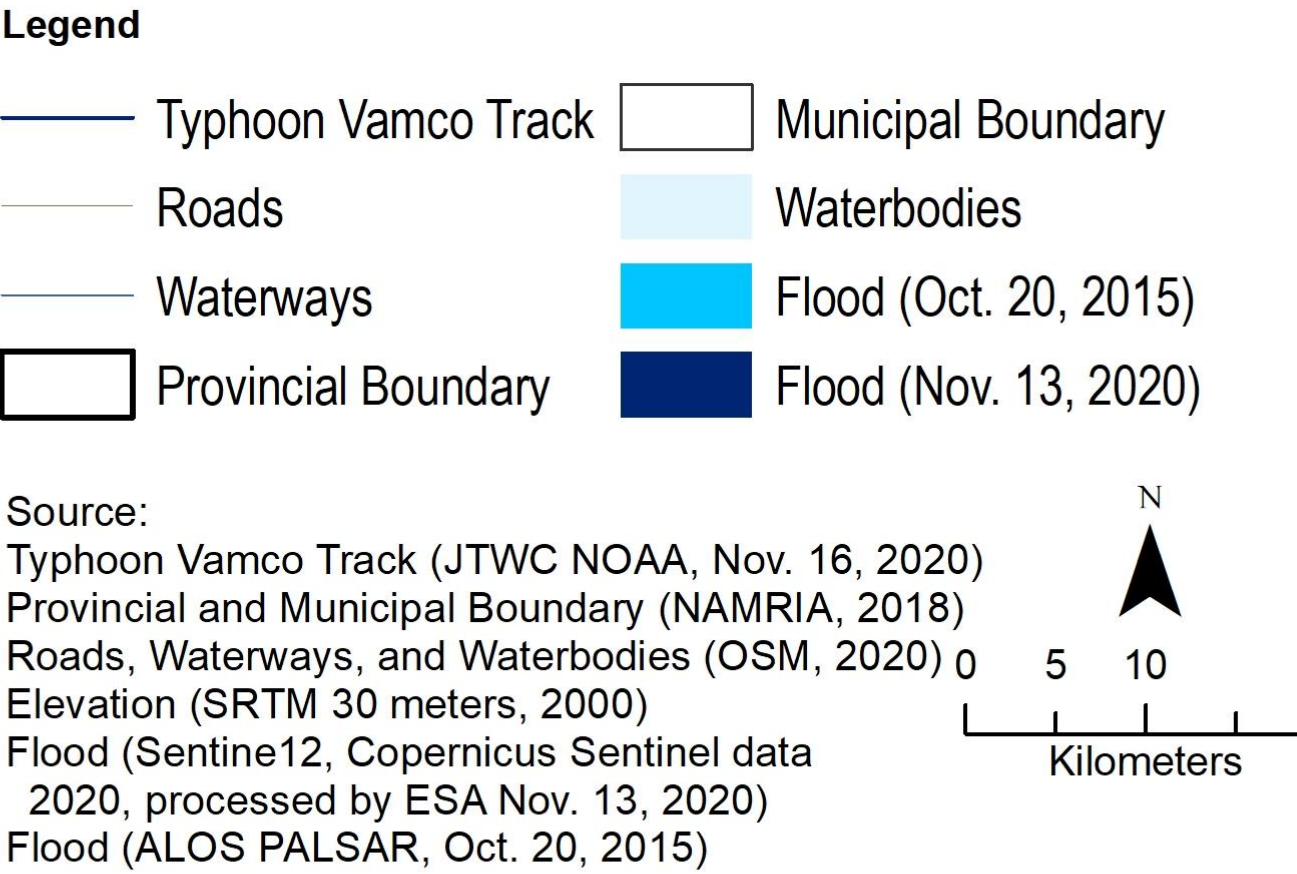 Legend
Typhoon Vamco Track
Roads
Waterways
Provincial Boundary
Municipal Boundary
Waterbodies
Flood (Oct. 20, 2015)
Flood (Nov. 13, 2020)
Source:
Typhoon Vamco Track (JTWC NOAA, Nov. 16, 2020)
Provincial and Municipal Boundary (NAMRIA, 2018)
Roads, Waterways, and Waterbodies (OSM, 2020)
Elevation (SRTM 30 meters, 2000)
Flood (Sentine12, Copernicus Sentinel data
2020, processed by ESA Nov. 13, 2020)
Flood (ALOS PALSAR, Oct. 20, 2015)
N
0 5 10
Kilometers